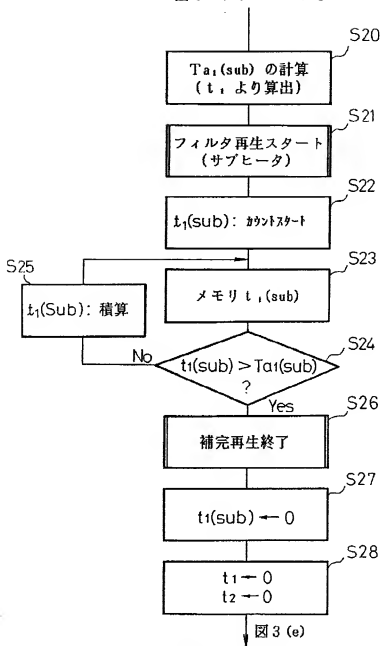 S20
Ta₁(sub) の計算
(t₁ より算出)
S21
フィルタ再生スタート
(サブヒータ)
S22
t₁(sub): カウントスタート
S23
メモリ t₁(sub)
S25
t₁(Sub): 積算
S24
t₁(sub) > Ta₁(sub)
?
No
Yes
S26
補完再生終了
S27
t₁(sub) ← 0
S28
t₁ ← 0
t₂ ← 0
図3(e)